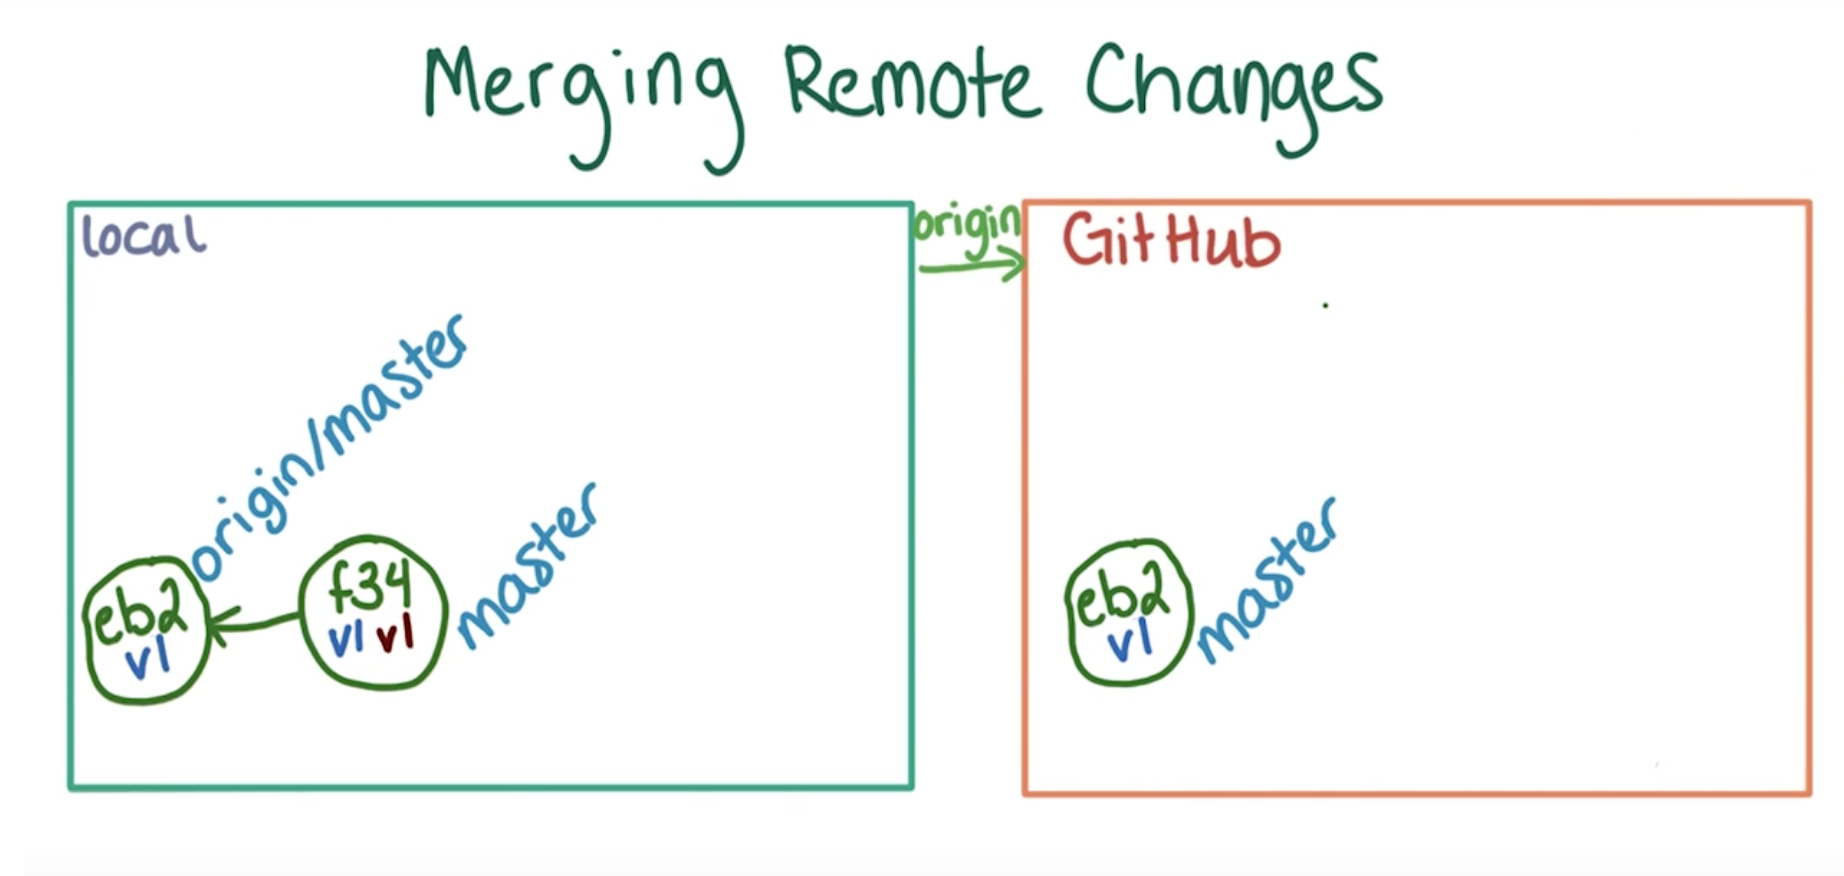 Merging Remote Changes
local
origin
GitHub
origin/master
master
eb2
v1
f34
v1 v1
master
eb2
v1